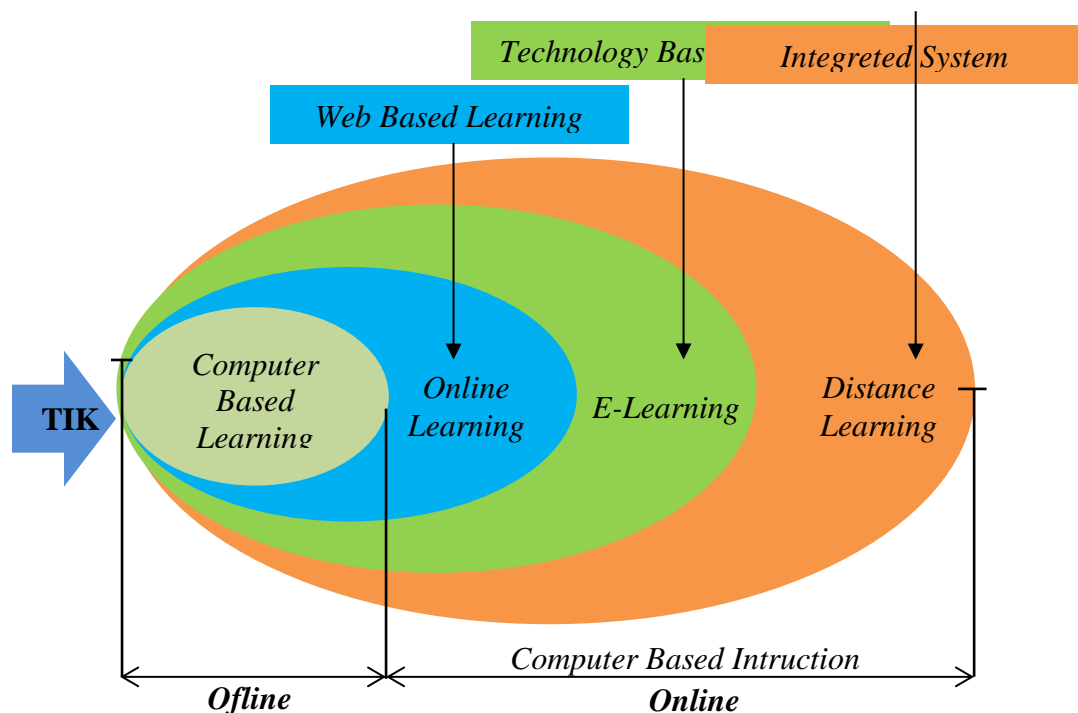 Technology Bas
Integreted System
Web Based Learning
TIK
Computer
Based
Learning
Online
Learning
E-Learning
Distance
Learning
Computer Based Intruction
Ofline
Online